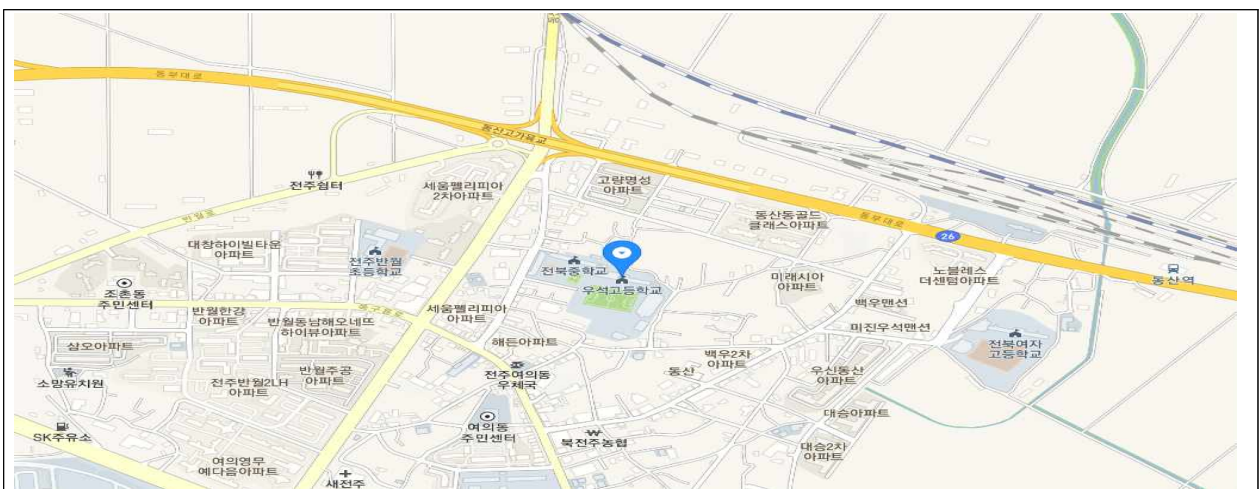 동부대로
동산고가육교
전주쉼터
세움펠리피아
2차아파트
고량명성
아파트
번영로
동산동골드
클래스아파트
동부대로
26
대창하이빌타운
아파트
전주반월
초등학교
전북중학교
우석고등학교
미래시아
아파트
노블레스
더센텀아파트
동산역
조촌동
주민센터
백우맨션
반월한강
아파트
반월동남해오네뜨
하이뷰아파트
세움펠리피아
아파트
미진우석맨션
삼오아파트
해든아파트
전북여자
고등학교
소망유치원
전주반월2LH
아파트
반월주공
아파트
전주여의동
우체국
동산
백우2차
아파트
우신동산
아파트
대승아파트
SK주유소
여의동
주민센터
북전주농협
대승2차
아파트
여의영무
예다음아파트
새전주